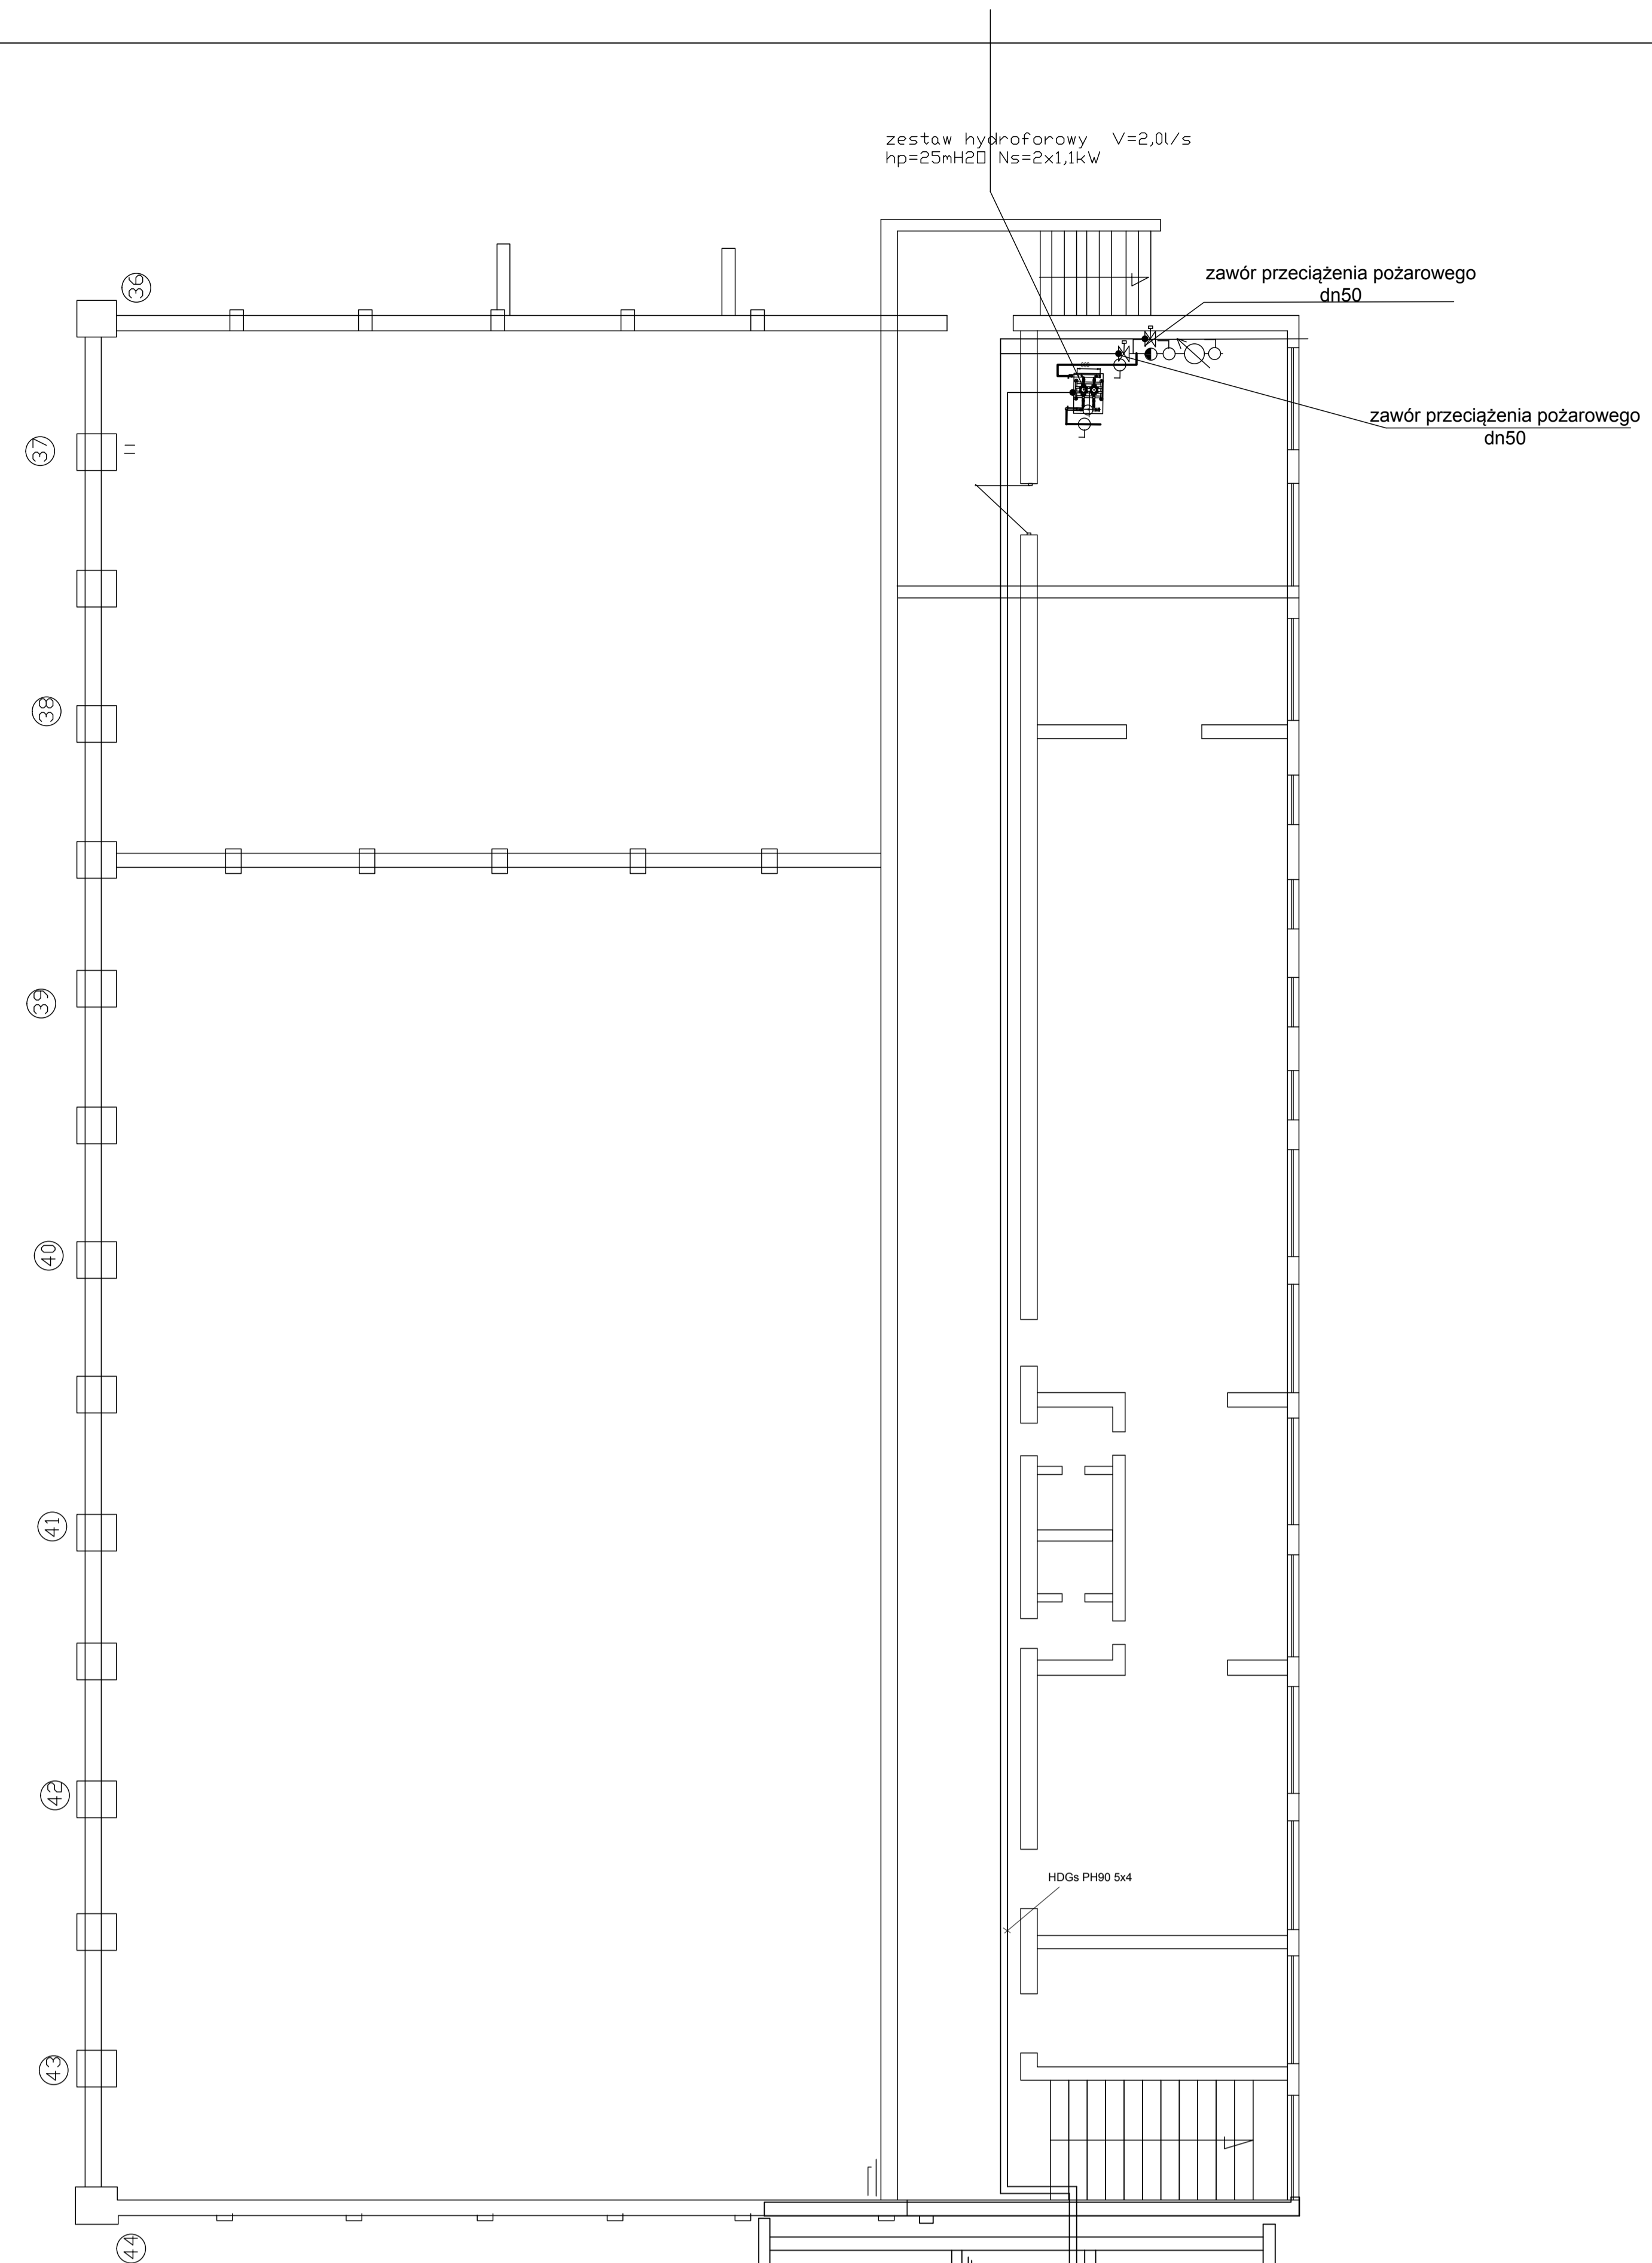 zestaw hydroforowy V=2,0l/s
hp=25mH2O Ns=2x1,1kW
zawór przeciążenia pożarowego
dn50
zawór przeciążenia pożarowego
dn50
36
37
38
39
40
41
42
HDGs PH90 5x4
43
44